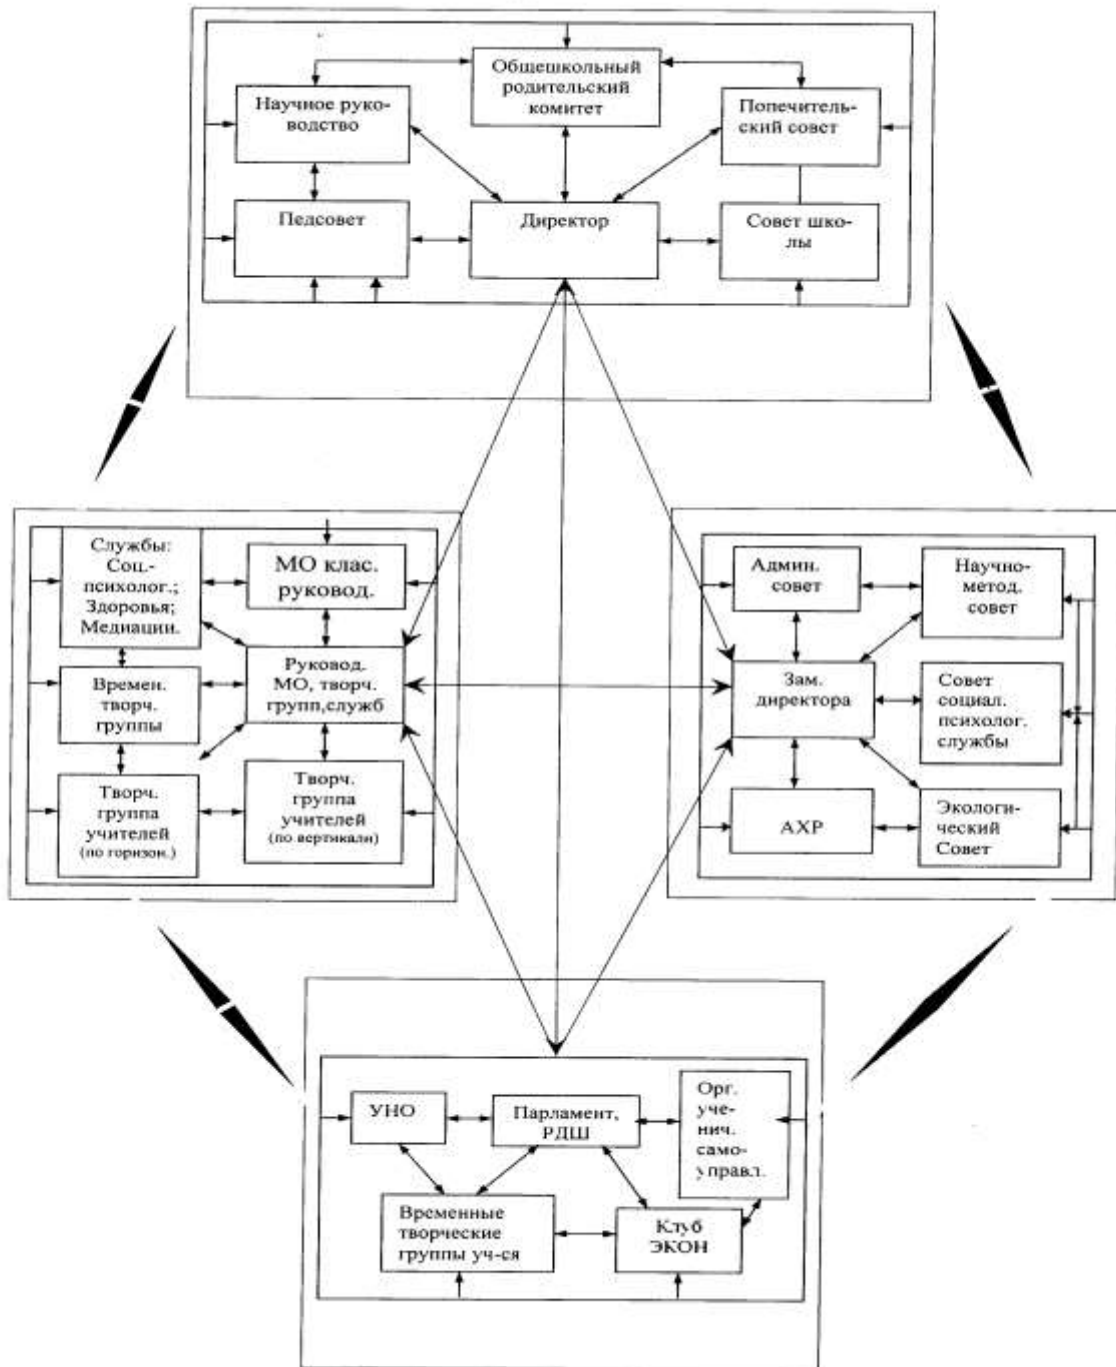 Общешкольный
родительский
комитет
Научное руко-
водство
Попечитель-
ский совет
Педсовет
Директор
Совет шко-
лы
Службы:
Соц.-
психолог.;
Здоровья;
Медиации.
МО клас.
руковод.
Времен.
творч.
группы
Руковод.
МО, творч.
групп,служб
Творч.
группа
учителей
(по горизон.)
Творч.
группа
учителей
(по вертикали)
Админ.
совет
Научно-
метод.
совет
Зам.
директора
Совет
социал.
психолог.
службы
АХР
Экологи-
ческий
Совет
УНО
Парламент,
РДШ
Орг.
уче-
нич.
само-
управл.
Временные
творческие
группы уч-ся
Клуб
ЭКОН